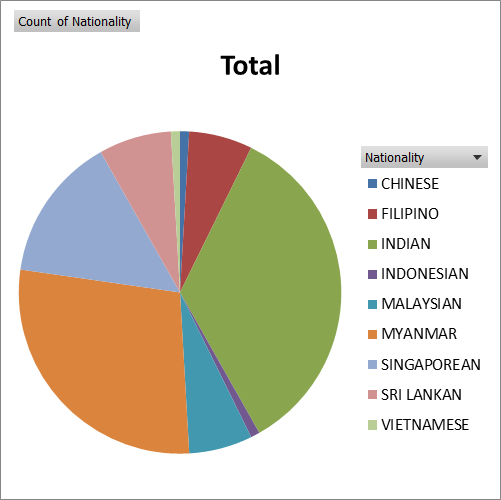 Count of Nationality
Total
Nationality
CHINESE
FILIPINO
INDIAN
INDONESIAN
MALAYSIAN
MYANMAR
SINGAPOREAN
SRI LANKAN
VIETNAMESE